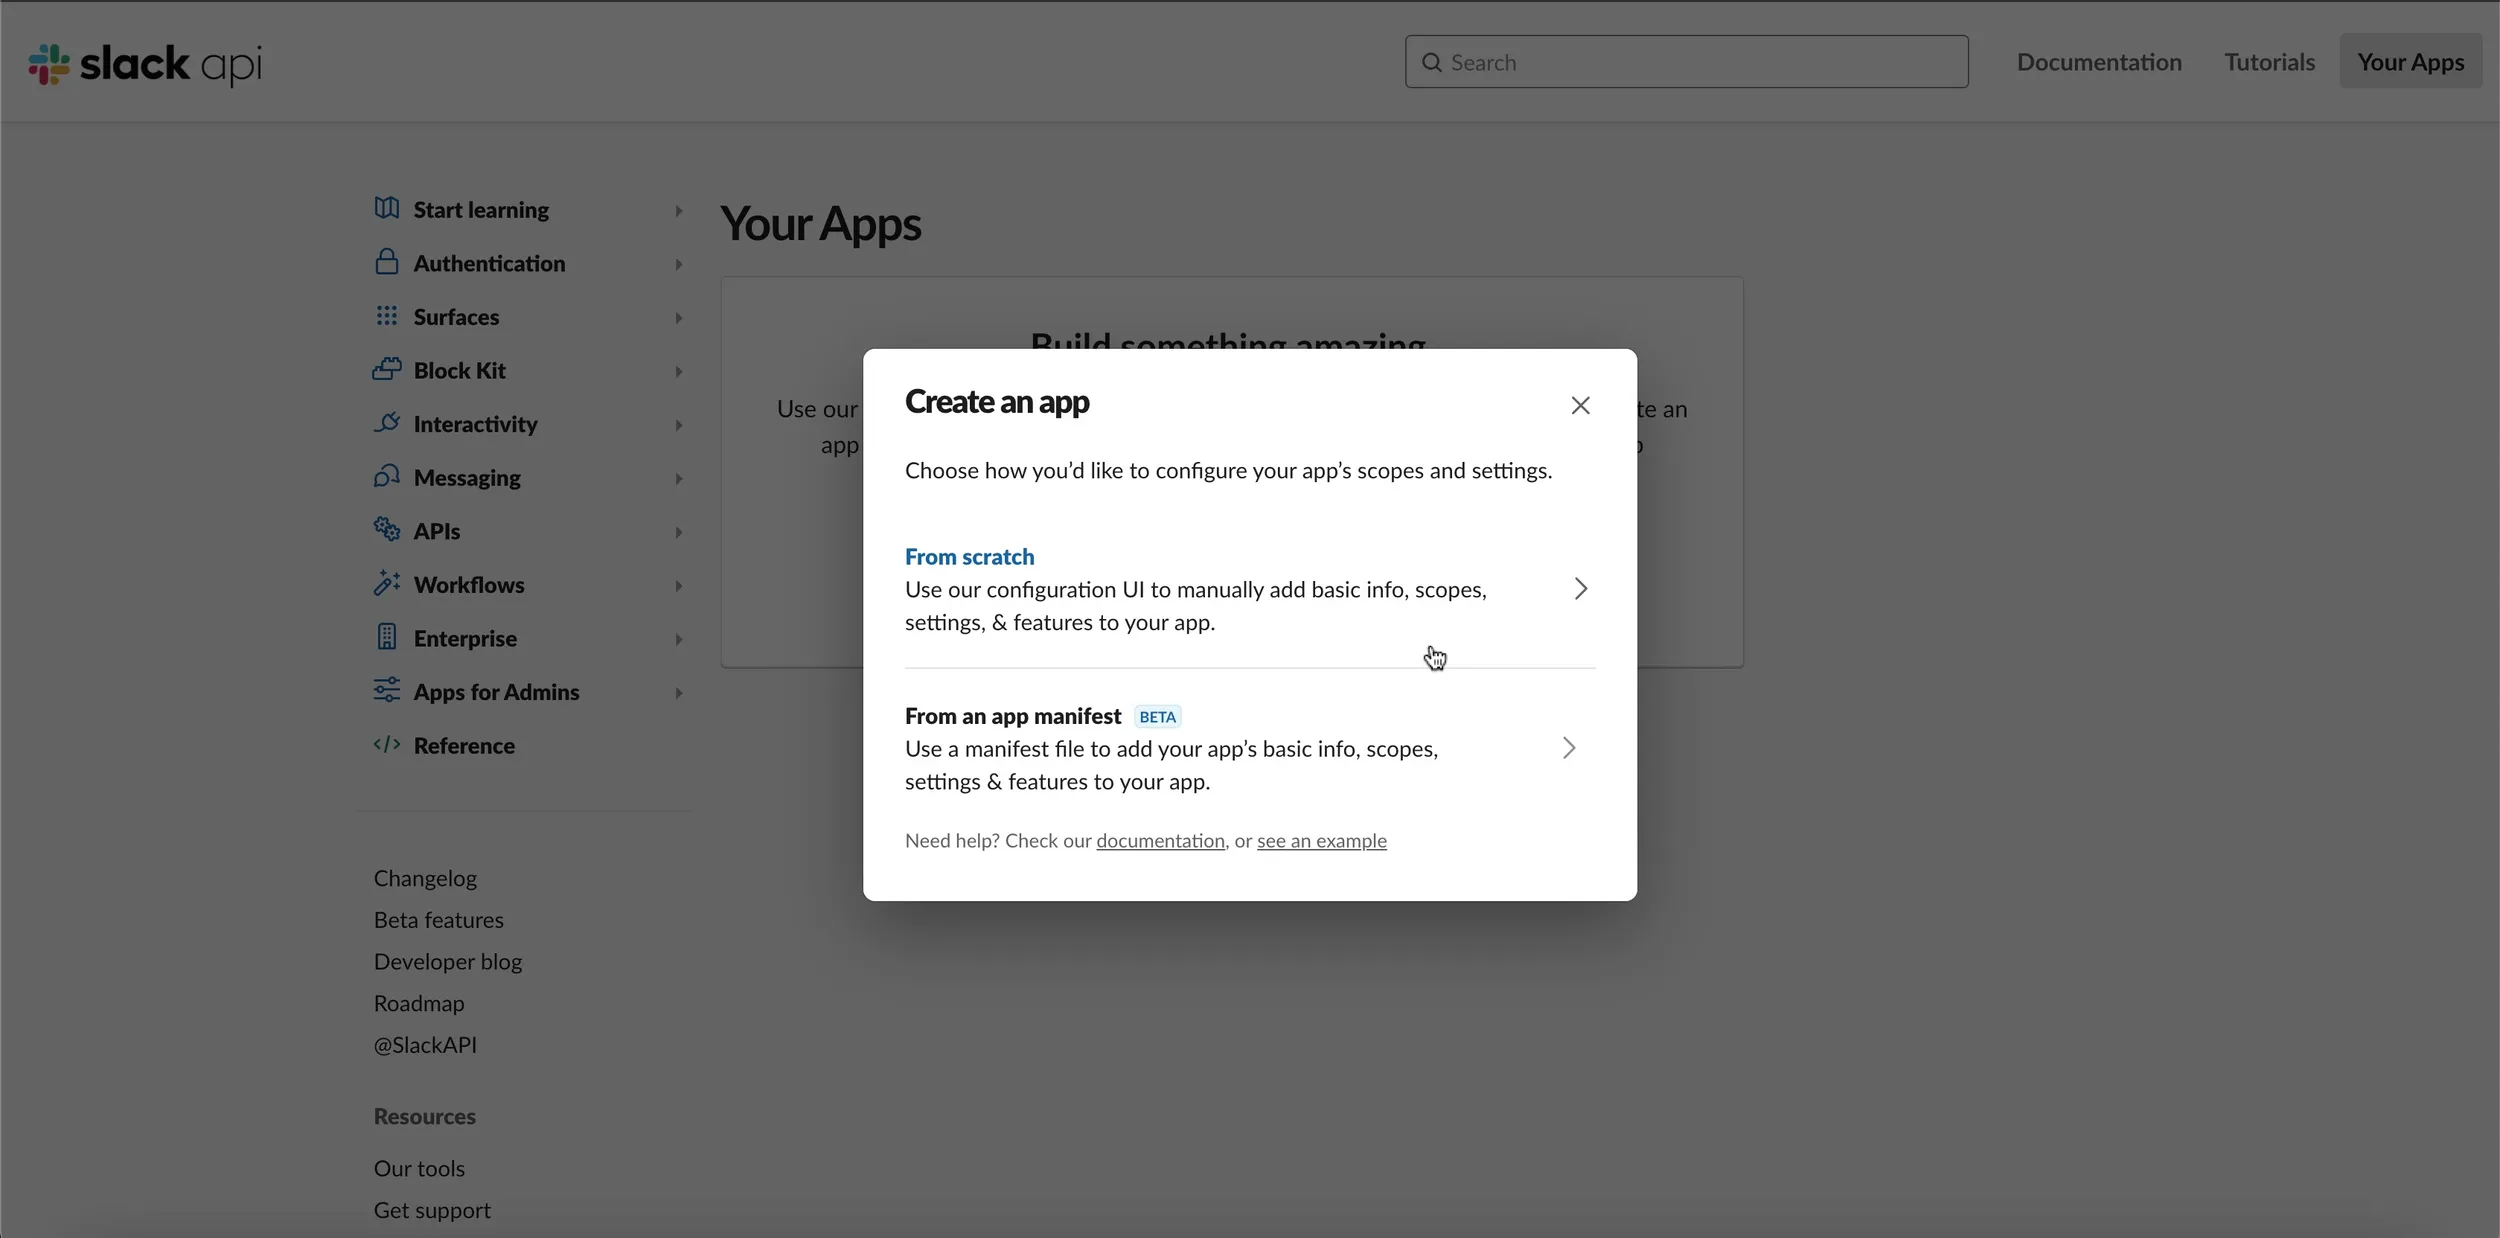 slack api
Search
Documentation
Tutorials
Your Apps
Start learning
Authentication
Surfaces
Block Kit
Interactivity
Messaging
APIs
Workflows
Enterprise
Apps for Admins
Reference
Changelog
Beta features
Developer blog
Roadmap
@SlackAPI
Resources
Our tools
Get support
Your Apps
Build something amazing
Use our
te an
app
Create an app
Choose how you’d like to configure your app’s scopes and settings.
From scratch
Use our configuration UI to manually add basic info, scopes,
settings, & features to your app.
From an app manifest BETA
Use a manifest file to add your app’s basic info, scopes,
settings & features to your app.
Need help? Check our documentation, or see an example